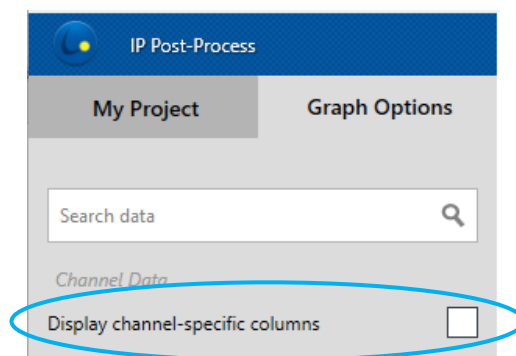 IP Post-Process
My Project Graph Options
Search data
Channel Data
Display channel-specific columns